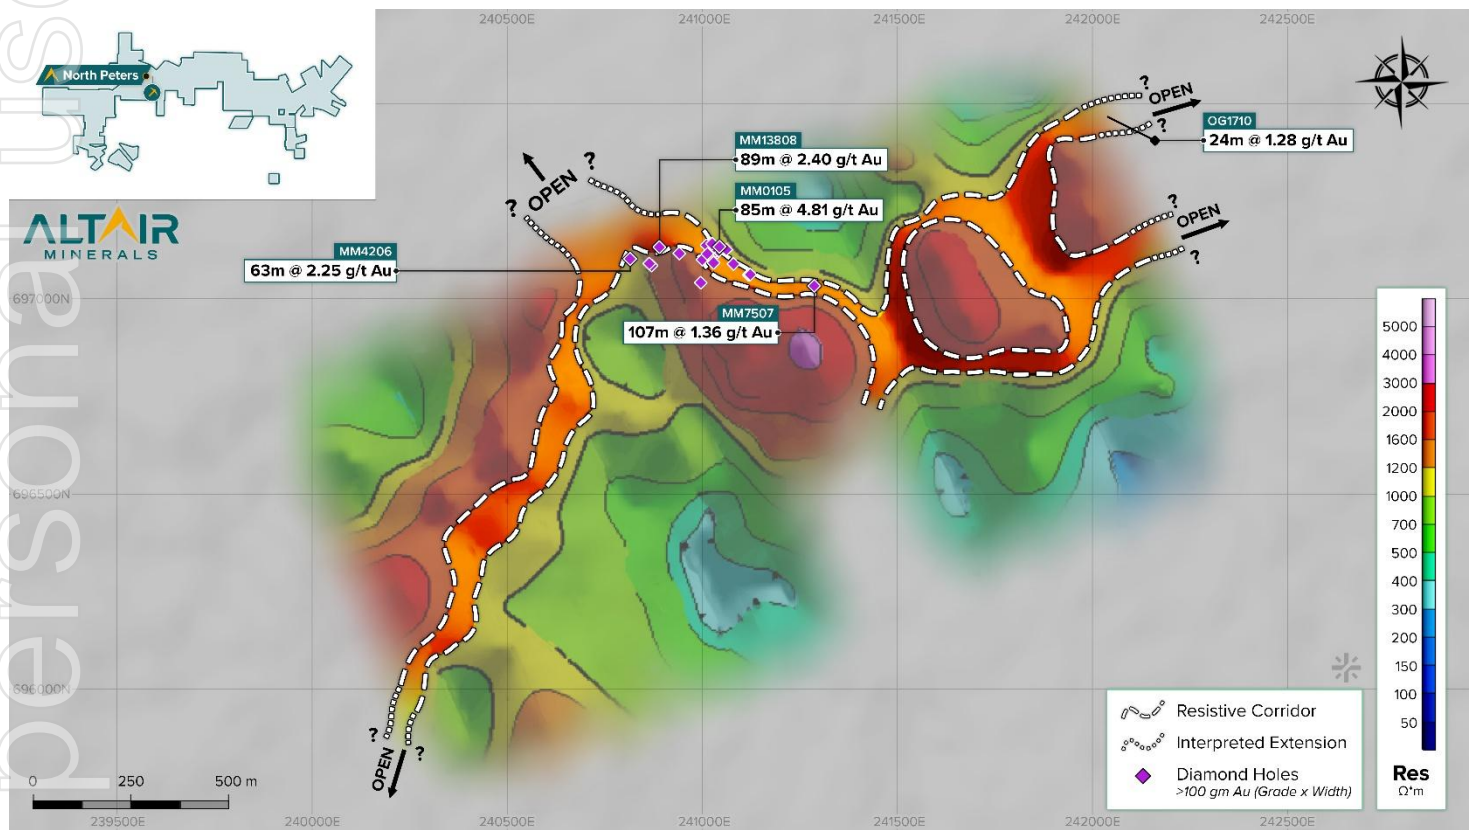 personal use
240500E
241000E
241500E
242000E
242500E
North Peters
ALTAIR
MINERALS
?
OPEN
?
?
OPEN
?
OG1710
24m @ 1.28 g/t Au
MM13808
89m @ 2.40 g/t Au
MM0105
85m @ 4.81 g/t Au
MM4206
63m @ 2.25 g/t Au
?
OPEN
?
697000N
MM7507
107m @ 1.36 g/t Au
5000
4000
3000
2000
1600
1200
1000
700
500
400
300
200
150
100
50
Res
Ω*m
696500N
696000N
?
?
OPEN
Resistive Corridor
Interpreted Extension
Diamond Holes
>100 gm Au (Grade x Width)
0
250
500 m
239500E
240000E
240500E
241000E
241500E
242000E
242500E